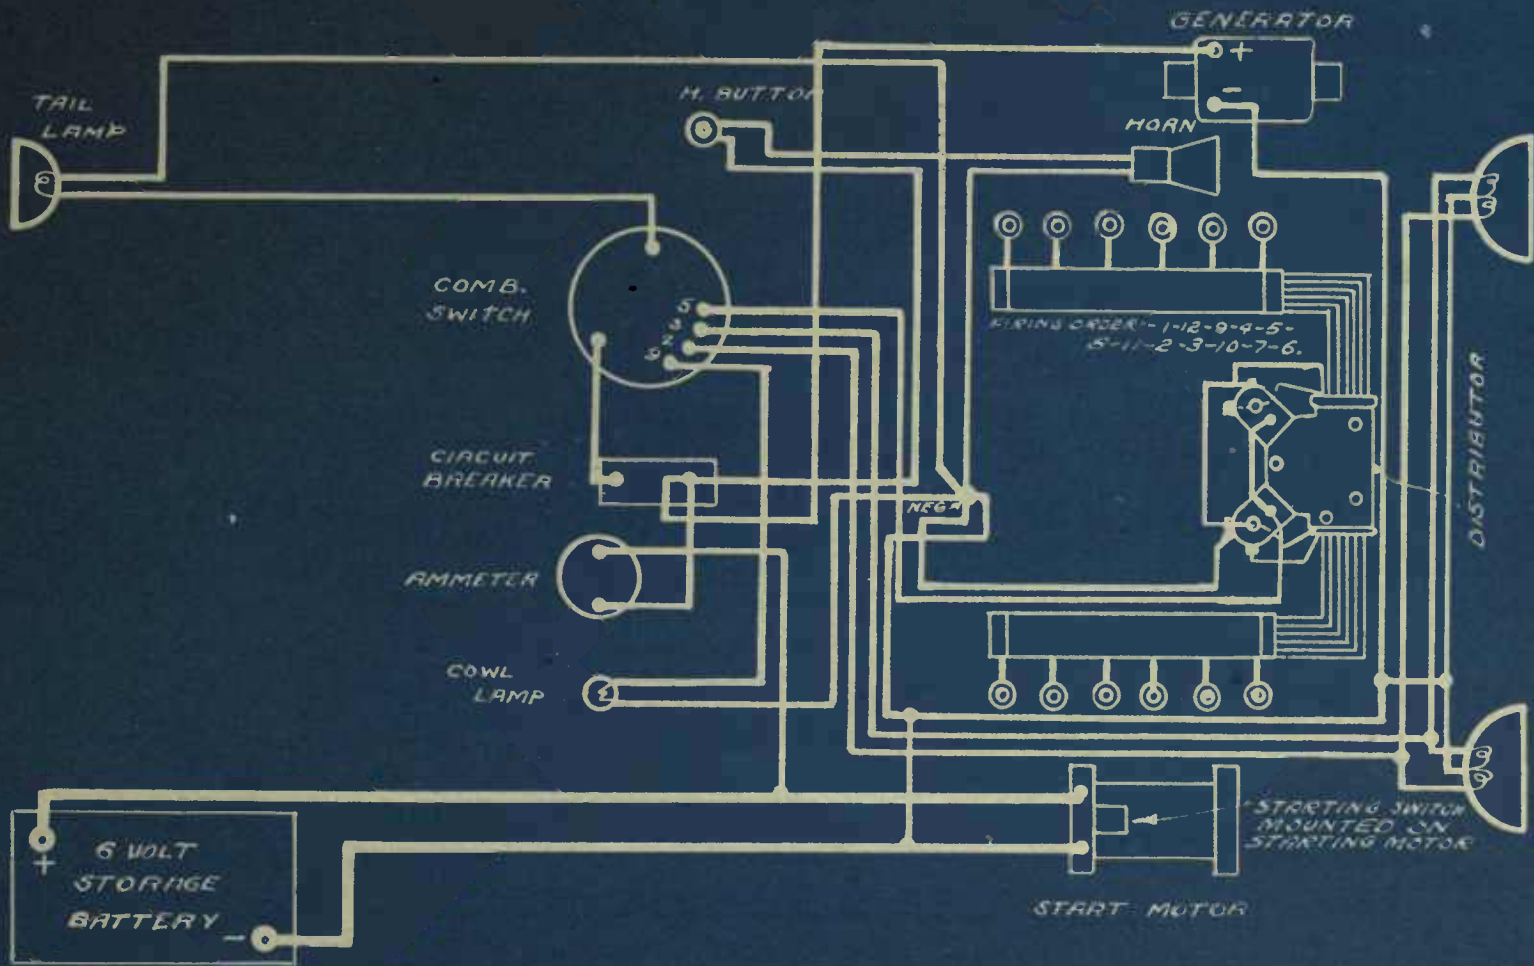 GENERATOR
+
-
TAIL
LAMP
H. BUTTON
HORN
COMB.
SWITCH
5
3
2
9
FIRING ORDER - 1-12-9-4-5-
8-11-2-3-10-7-6.
DISTRIBUTOR
CIRCUIT
BREAKER
NEGA
AMMETER
COWL
LAMP
STARTING SWITCH
MOUNTED ON
STARTING MOTOR
+
6 VOLT
STORAGE
BATTERY -
START MOTOR